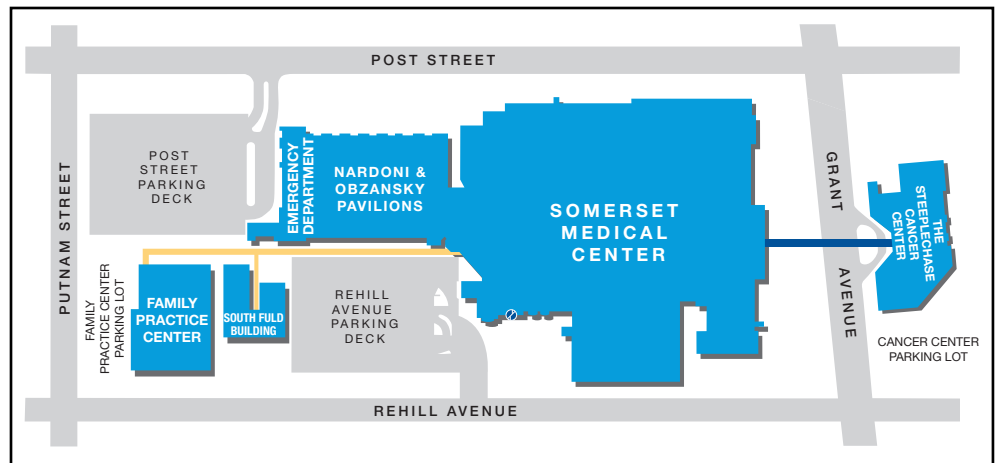 POST STREET
PUTNAM STREET
POST
STREET
PARKING
DECK
EMERGENCY
DEPARTMENT
NARDONI &
OBZANSKY
PAVILIONS
SOMERSET
MEDICAL
CENTER
GRANT
AVENUE
THE
STEEPLECHASE
CANCER
CENTER
CANCER CENTER
PARKING LOT
FAMILY
PRACTICE CENTER
PARKING LOT
FAMILY
PRACTICE
CENTER
SOUTH FULD
BUILDING
REHILL
AVENUE
PARKING
DECK
REHILL AVENUE